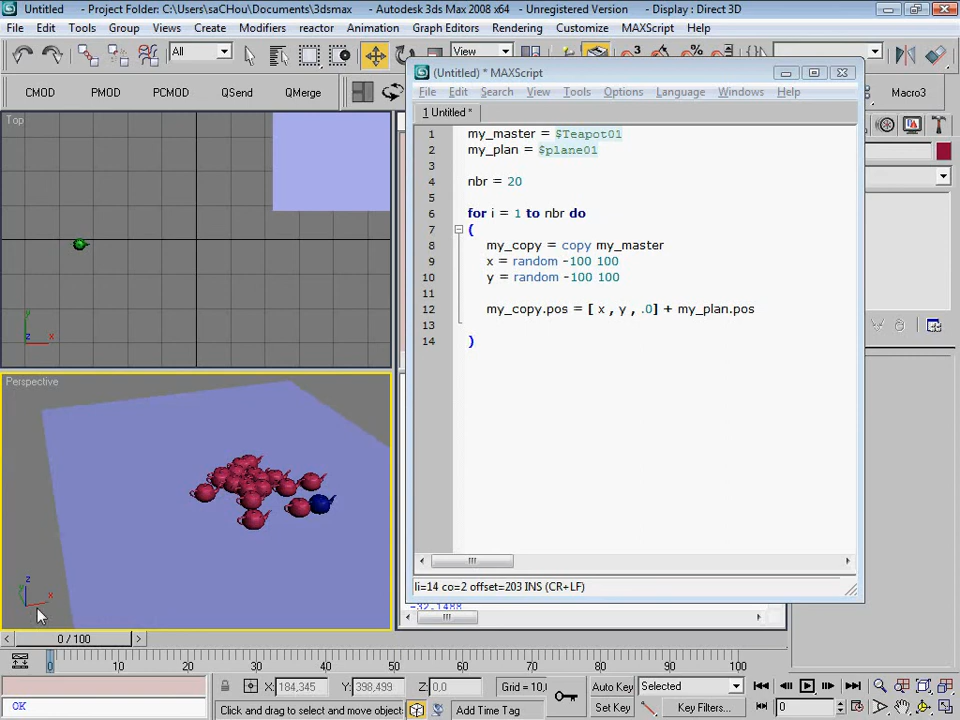 Untitled - Project Folder: C:\Users\saCHou\Documents\3dsmax - Autodesk 3ds Max 2008 x64 - Unregistered Version - Display : Direct 3D
File Edit Tools Group Views Create Modifiers reactor Animation Graph Editors Rendering Customize MAXScript Help
All View
CMOD PMOD PCMOD QSend QMerge Macro3
(Untitled) * MAXScript
File Edit Search View Tools Options Language Windows Help
1 Untitled *
Top
1 my_master = $Teapot01
2 my_plan = $plane01
3
4 nbr = 20
5
6 for i = 1 to nbr do
7 (
8 my_copy = copy my_master
9 x = random -100 100
10 y = random -100 100
11
12 my_copy.pos = [ x , y , .0] + my_plan.pos
13
14 )
y
z x
Perspective
z
y x
li=14 co=2 offset=203 INS (CR+LF)
-32.1488
0 / 100
0 10 20 30 40 50 60 70 80 90 100
X: 184,345 Y: 398,499 Z: 0,0 Grid = 10, Auto Key Selected 0
OK
Click and drag to select and move object: Add Time Tag Set Key Key Filters...